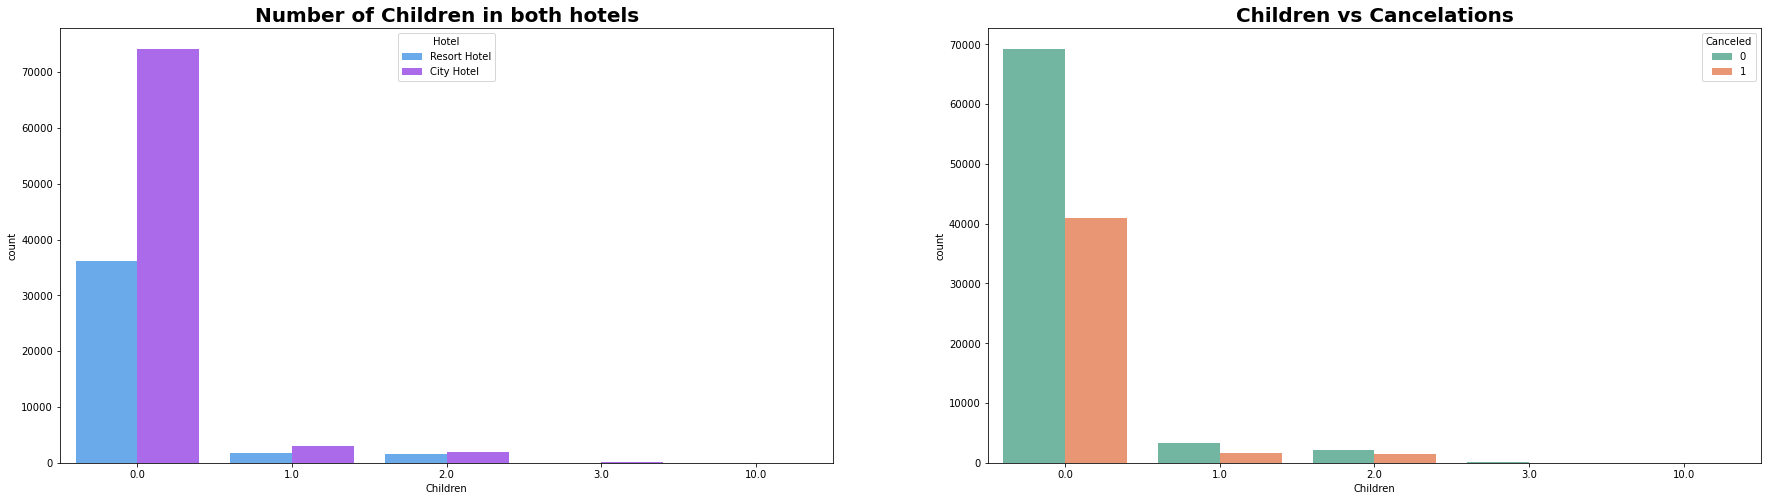 Number of Children in both hotels
Hotel
Resort Hotel
City Hotel
70000
60000
50000
40000
30000
20000
10000
0
count
0.0 1.0 2.0 3.0 10.0
Children
Children vs Cancelations
Canceled
0
1
70000
60000
50000
40000
30000
20000
10000
0
count
0.0 1.0 2.0 3.0 10.0
Children